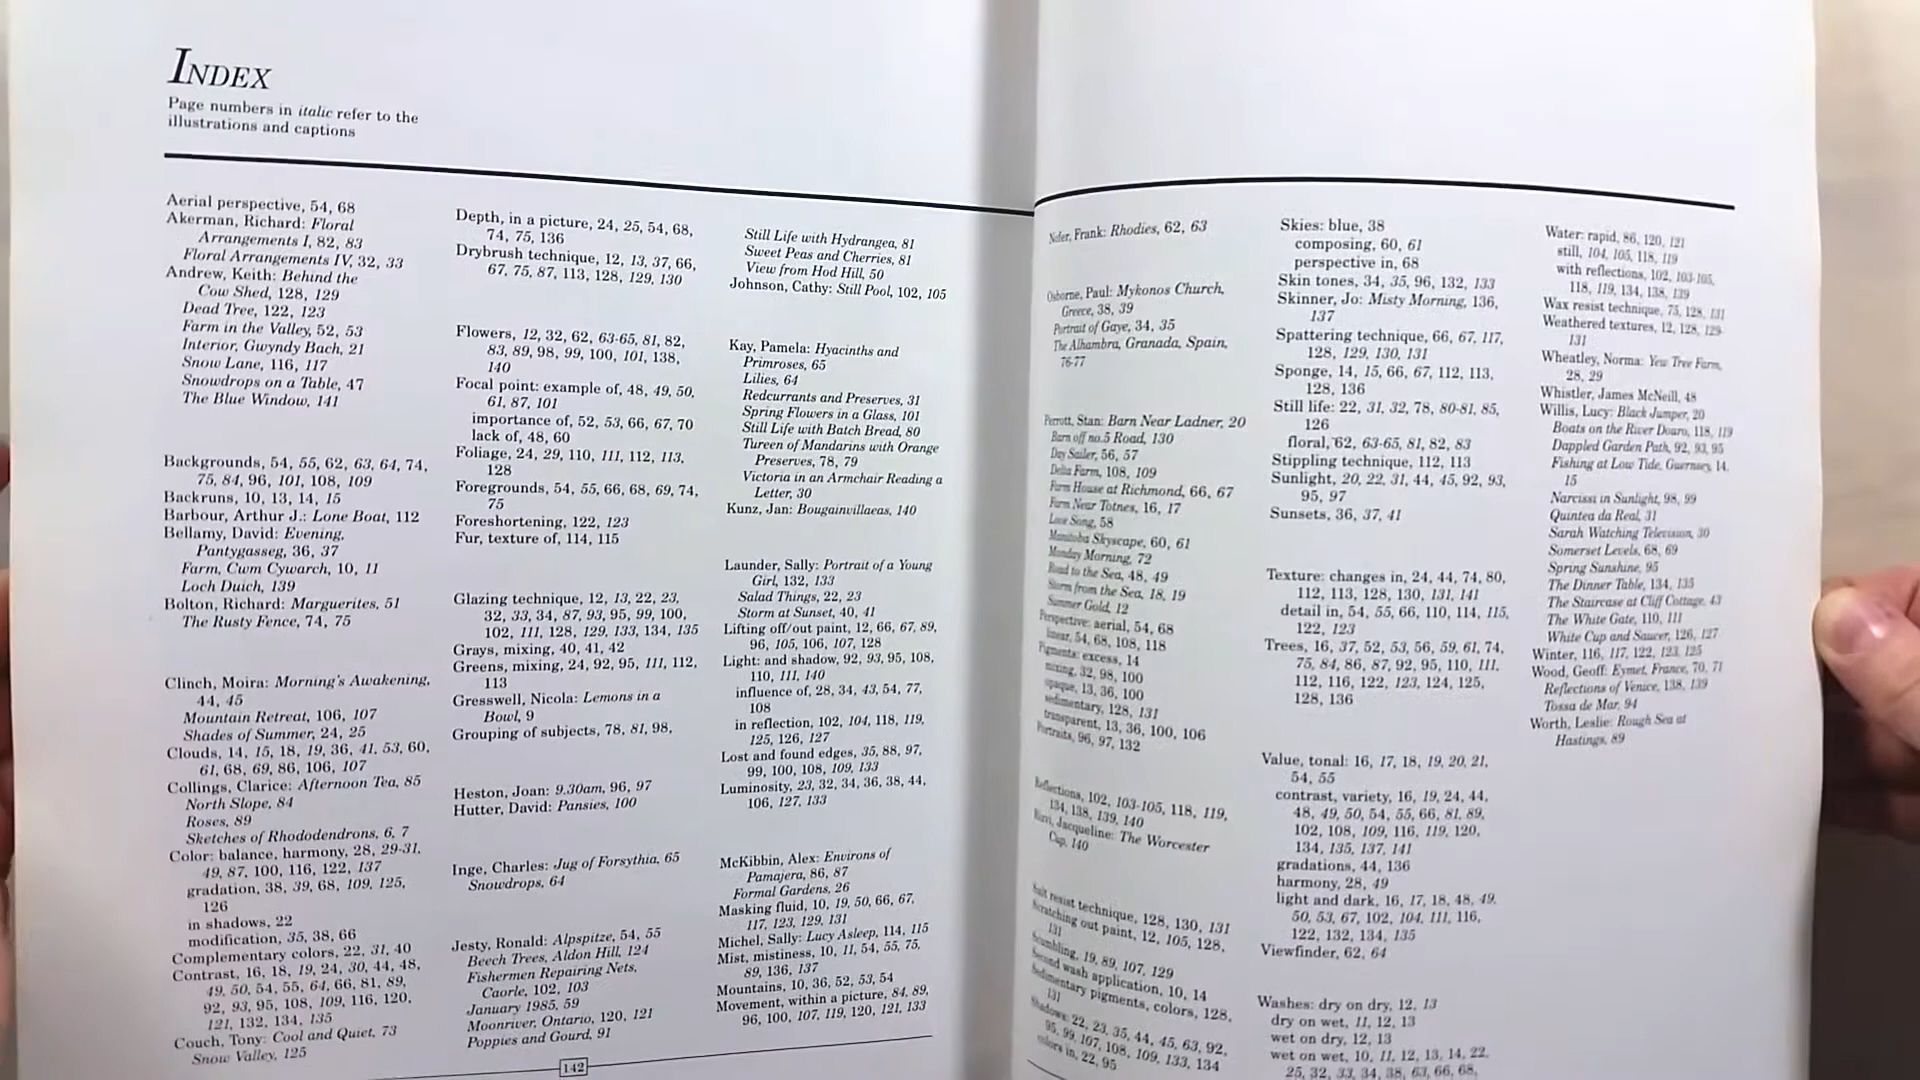 INDEX
Page numbers in italic refer to the
illustrations and captions
Aerial perspective, 54, 68
Akerman, Richard: Floral
Arrangements I, 82, 83
Floral Arrangements IV, 32, 33
Andrew, Keith: Behind the
Cow Shed, 128, 129
Dead Tree, 122, 123
Farm in the Valley, 52, 53
Interior, Gwyndy Bach, 21
Snow Lane, 116, 117
Snowdrops on a Table, 47
The Blue Window, 141
Backgrounds, 54, 55, 62, 63, 64, 74,
75, 84, 96, 101, 108, 109
Backruns, 10, 13, 14, 15
Barbour, Arthur J.: Lone Boat, 112
Bellamy, David: Evening,
Pantygasseg, 36, 37
Farm, Cwm Cywarch, 10, 11
Loch Duich, 139
Bolton, Richard: Marguerites, 51
The Rusty Fence, 74, 75
Clinch, Moira: Morning's Awakening,
44, 45
Mountain Retreat, 106, 107
Shades of Summer, 24, 25
Clouds, 14, 15, 18, 19, 36, 41, 53, 60,
61, 68, 69, 86, 106, 107
Collings, Clarice: Afternoon Tea, 85
North Slope, 84
Roses, 89
Sketches of Rhododendrons, 6, 7
Color: balance, harmony, 28, 29-31,
49, 87, 100, 116, 122, 137
gradation, 38, 39, 68, 109, 125,
126
in shadows, 22
modification, 35, 38, 66
Complementary colors, 22, 31, 40
Contrast, 16, 18, 19, 24, 30, 44, 48,
49, 50, 54, 55, 64, 66, 81, 89,
92, 93, 95, 108, 109, 116, 120,
121, 132, 134, 135
Couch, Tony: Cool and Quiet, 73
Snow Valley, 125
Depth, in a picture, 24, 25, 54, 68,
74, 75, 136
Drybrush technique, 12, 13, 37, 66,
67, 75, 87, 113, 128, 129, 130
Flowers, 12, 32, 62, 63-65, 81, 82,
83, 89, 98, 99, 100, 101, 138,
140
Focal point: example of, 48, 49, 50,
61, 87, 101
importance of, 52, 53, 66, 67, 70
lack of, 48, 60
Foliage, 24, 29, 110, 111, 112, 113,
128
Foregrounds, 54, 55, 66, 68, 69, 74,
75
Foreshortening, 122, 123
Fur, texture of, 114, 115
Glazing technique, 12, 13, 22, 23,
32, 33, 34, 87, 93, 95, 99, 100,
102, 111, 128, 129, 133, 134, 135
Grays, mixing, 40, 41, 42
Greens, mixing, 24, 92, 95, 111, 112,
113
Gresswell, Nicola: Lemons in a
Bowl, 9
Grouping of subjects, 78, 81, 98,
Heston, Joan: 9.30am, 96, 97
Hutter, David: Pansies, 100
Inge, Charles: Jug of Forsythia, 65
Snowdrops, 64
Jesty, Ronald: Alpspitze, 54, 55
Beech Trees, Aldon Hill, 124
Fishermen Repairing Nets,
Caorle, 102, 103
January 1985, 59
Moonriver, Ontario, 120, 121
Poppies and Gourd, 91
Still Life with Hydrangea, 81
Sweet Peas and Cherries, 81
View from Hod Hill, 50
Johnson, Cathy: Still Pool, 102, 105
Kay, Pamela: Hyacinths and
Primroses, 65
Lilies, 64
Redcurrants and Preserves, 31
Spring Flowers in a Glass, 101
Still Life with Batch Bread, 80
Tureen of Mandarins with Orange
Preserves, 78, 79
Victoria in an Armchair Reading a
Letter, 30
Kunz, Jan: Bougainvillaeas, 140
Launder, Sally: Portrait of a Young
Girl, 132, 133
Salad Things, 22, 23
Storm at Sunset, 40, 41
Lifting off/out paint, 12, 66, 67, 89,
96, 105, 106, 107, 128
Light: and shadow, 92, 93, 95, 108,
110, 111, 140
influence of, 28, 34, 43, 54, 77,
108
in reflection, 102, 104, 118, 119,
125, 126, 127
Lost and found edges, 35, 88, 97,
99, 100, 108, 109, 133
Luminosity, 23, 32, 34, 36, 38, 44,
106, 127, 133
McKibbin, Alex: Environs of
Pamajera, 86, 87
Formal Gardens, 26
Masking fluid, 10, 19, 50, 66, 67,
117, 123, 129, 131
Michel, Sally: Lucy Asleep, 114, 115
Mist, mistiness, 10, 11, 54, 55, 75,
89, 136, 137
Mountains, 10, 36, 52, 53, 54
Movement, within a picture, 84, 89,
96, 100, 107, 119, 120, 121, 133
142
Frank: Rhodies, 62, 63
Osborne, Paul: Mykonos Church,
Greece, 38, 39
Portrait of Gaye, 34, 35
The Alhambra, Granada, Spain,
76-77
Perrott, Stan: Barn Near Ladner, 20
Barn off no.5 Road, 130
Day Sailer, 56, 57
Delta Farm, 108, 109
Farm House at Richmond, 66, 67
Farm Near Totnes, 16, 17
Love Song, 58
Manitoba Skyscape, 60, 61
Monday Morning, 72
Road to the Sea, 48, 49
Storm from the Sea, 18, 19
Summer Gold, 12
Perspective: aerial, 54, 68
linear, 54, 68, 108, 118
Pigments: excess, 14
mixing, 32, 98, 100
opaque, 13, 36, 100
sedimentary, 128, 131
transparent, 13, 36, 100, 106
Portraits, 96, 97, 132
Reflections, 102, 103-105, 118, 119,
134, 138, 139, 140
Rizvi, Jacqueline: The Worcester
Cup, 140
Salt resist technique, 128, 130, 131
Scratching out paint, 12, 105, 128,
131
Scumbling, 19, 89, 107, 129
Second wash application, 10, 14
Sedimentary pigments, colors, 128,
131
Shadows, 22, 23, 35, 44, 45, 63, 92,
95, 99, 107, 108, 109, 133, 134
colors in, 22, 95
Skies: blue, 38
composing, 60, 61
perspective in, 68
Skin tones, 34, 35, 96, 132, 133
Skinner, Jo: Misty Morning, 136,
137
Spattering technique, 66, 67, 117,
128, 129, 130, 131
Sponge, 14, 15, 66, 67, 112, 113,
128, 136
Still life: 22, 31, 32, 78, 80-81, 85,
126
floral, 62, 63-65, 81, 82, 83
Stippling technique, 112, 113
Sunlight, 20, 22, 31, 44, 45, 92, 93,
95, 97
Sunsets, 36, 37, 41
Texture: changes in, 24, 44, 74, 80,
112, 113, 128, 130, 131, 141
detail in, 54, 55, 66, 110, 114, 115,
122, 123
Trees, 16, 37, 52, 53, 56, 59, 61, 74,
75, 84, 86, 87, 92, 95, 110, 111,
112, 116, 122, 123, 124, 125,
128, 136
Value, tonal: 16, 17, 18, 19, 20, 21,
54, 55
contrast, variety, 16, 19, 24, 44,
48, 49, 50, 54, 55, 66, 81, 89,
102, 108, 109, 116, 119, 120,
134, 135, 137, 141
gradations, 44, 136
harmony, 28, 49
light and dark, 16, 17, 18, 48, 49,
50, 53, 67, 102, 104, 111, 116,
122, 132, 134, 135
Viewfinder, 62, 64
Washes: dry on dry, 12, 13
dry on wet, 11, 12, 13
wet on dry, 12, 13
wet on wet, 10, 11, 12, 13, 14, 22,
25, 32, 33, 34, 38, 63, 66, 68,
Water: rapid, 86, 120, 121
still, 104, 105, 118, 119
with reflections, 102, 103-105,
118, 119, 134, 138, 139
Wax resist technique, 75, 128, 131
Weathered textures, 12, 128, 129-
131
Wheatley, Norma: Yew Tree Farm,
28, 29
Whistler, James McNeill, 48
Willis, Lucy: Black Jumper, 20
Boats on the River Douro, 118, 119
Dappled Garden Path, 92, 93, 95
Fishing at Low Tide, Guernsey, 14,
15
Narcissi in Sunlight, 98, 99
Quintea da Real, 31
Sarah Watching Television, 30
Somerset Levels, 68, 69
Spring Sunshine, 95
The Dinner Table, 134, 135
The Staircase at Cliff Cottage, 43
The White Gate, 110, 111
White Cup and Saucer, 126, 127
Winter, 116, 117, 122, 123, 125
Wood, Geoff: Eymet, France, 70, 71
Reflections of Venice, 138, 139
Tossa de Mar, 94
Worth, Leslie: Rough Sea at
Hastings, 89